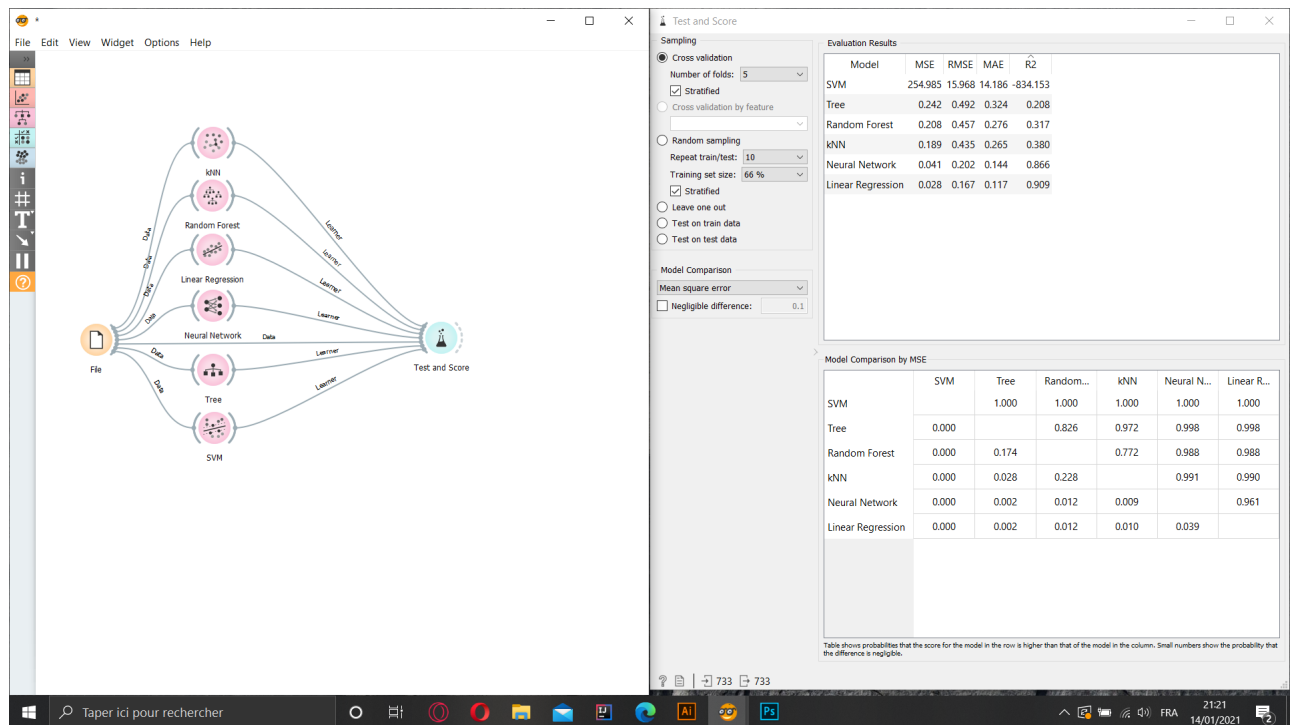 *
File Edit View Widget Options Help
kNN
Random Forest
Linear Regression
Neural Network
Tree
SVM
File
Test and Score
Data
Data
Data
Data
Data
Data
Data
Learner
Learner
Learner
Learner
Learner
Learner
Test and Score
Sampling
Cross validation
Number of folds: 5
Stratified
Cross validation by feature
Random sampling
Repeat train/test: 10
Training set size: 66 %
Stratified
Leave one out
Test on train data
Test on test data
Model Comparison
Mean square error
Negligible difference: 0.1
? 733 733
Evaluation Results
Model MSE RMSE MAE R2
SVM 254.985 15.968 14.186 -834.153
Tree 0.242 0.492 0.324 0.208
Random Forest 0.208 0.457 0.276 0.317
kNN 0.189 0.435 0.265 0.380
Neural Network 0.041 0.202 0.144 0.866
Linear Regression 0.028 0.167 0.117 0.909
Model Comparison by MSE
SVM Tree Random... kNN Neural N... Linear R...
SVM 1.000 1.000 1.000 1.000 1.000
Tree 0.000 0.826 0.972 0.998 0.998
Random Forest 0.000 0.174 0.772 0.988 0.988
kNN 0.000 0.028 0.228 0.991 0.990
Neural Network 0.000 0.002 0.012 0.009 0.961
Linear Regression 0.000 0.002 0.012 0.010 0.039
Table shows probabilities that the score for the model in the row is higher than that of the model in the column. Small numbers show the probability that
the difference is negligible.
Taper ici pour rechercher
Ai
Ps
FRA
21:21
14/01/2021
2